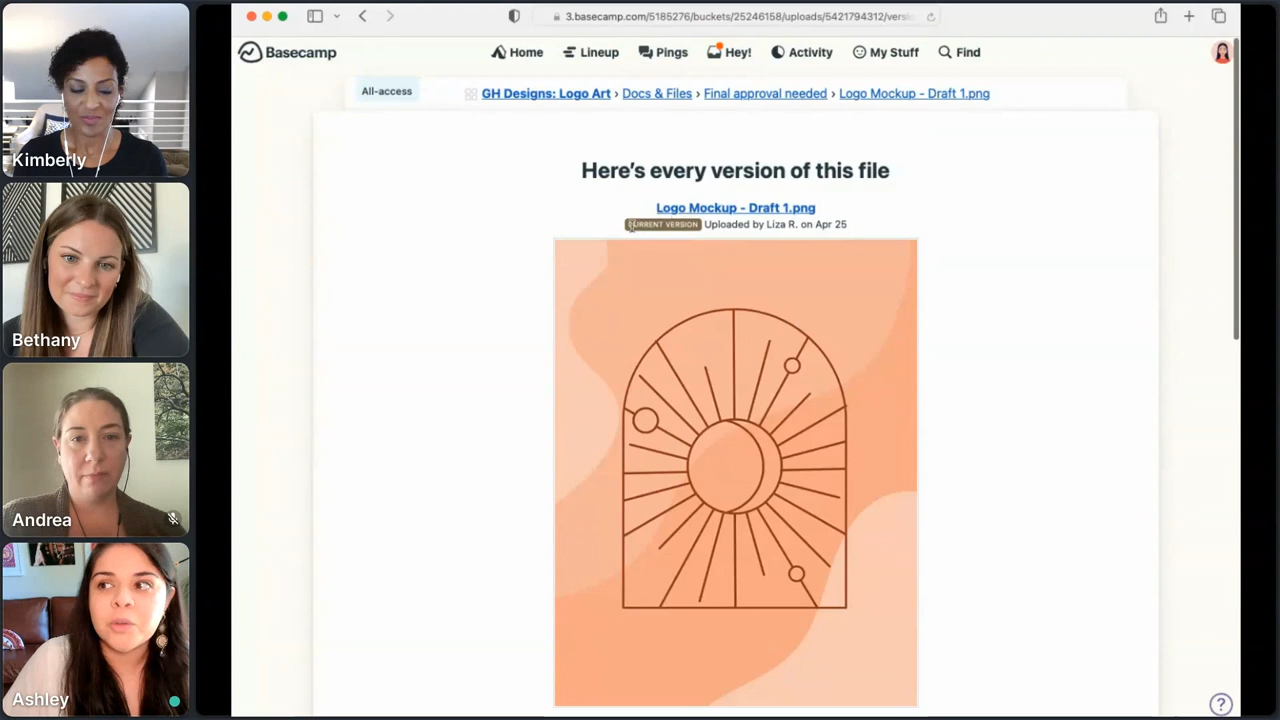 Kimberly
Bethany
Andrea
Ashley
3.basecamp.com/5185276/buckets/25246158/uploads/5421794312/versi
Basecamp
Home
Lineup
Pings
Hey!
Activity
My Stuff
Find
All-access
GH Designs: Logo Art › Docs & Files › Final approval needed › Logo Mockup - Draft 1.png
Here's every version of this file
Logo Mockup - Draft 1.png
CURRENT VERSION Uploaded by Liza R. on Apr 25
?